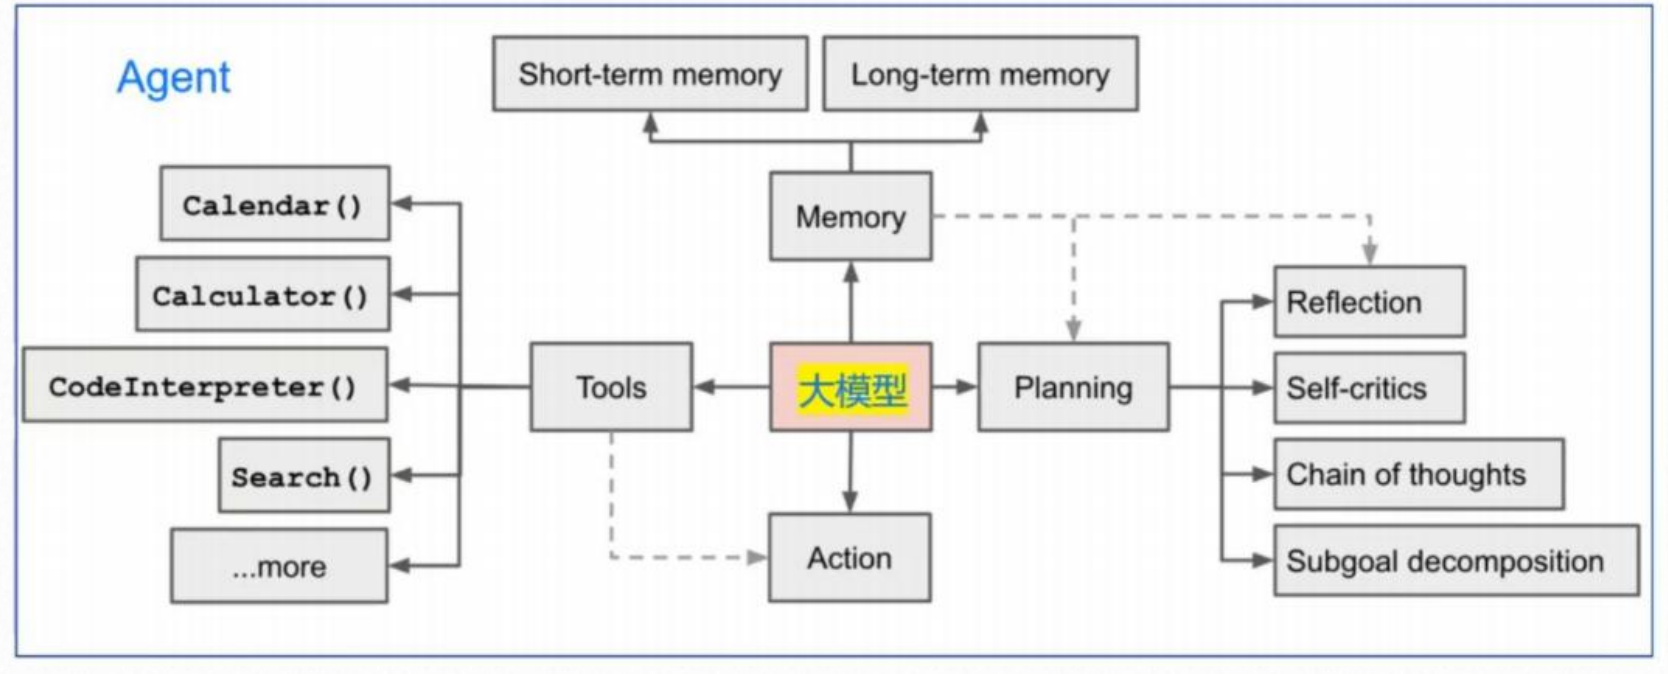 Agent
Short-term memory
Long-term memory
Calendar()
Memory
Calculator()
Reflection
CodeInterpreter()
Tools
大模型
Planning
Self-critics
Search()
Chain of thoughts
...more
Action
Subgoal decomposition